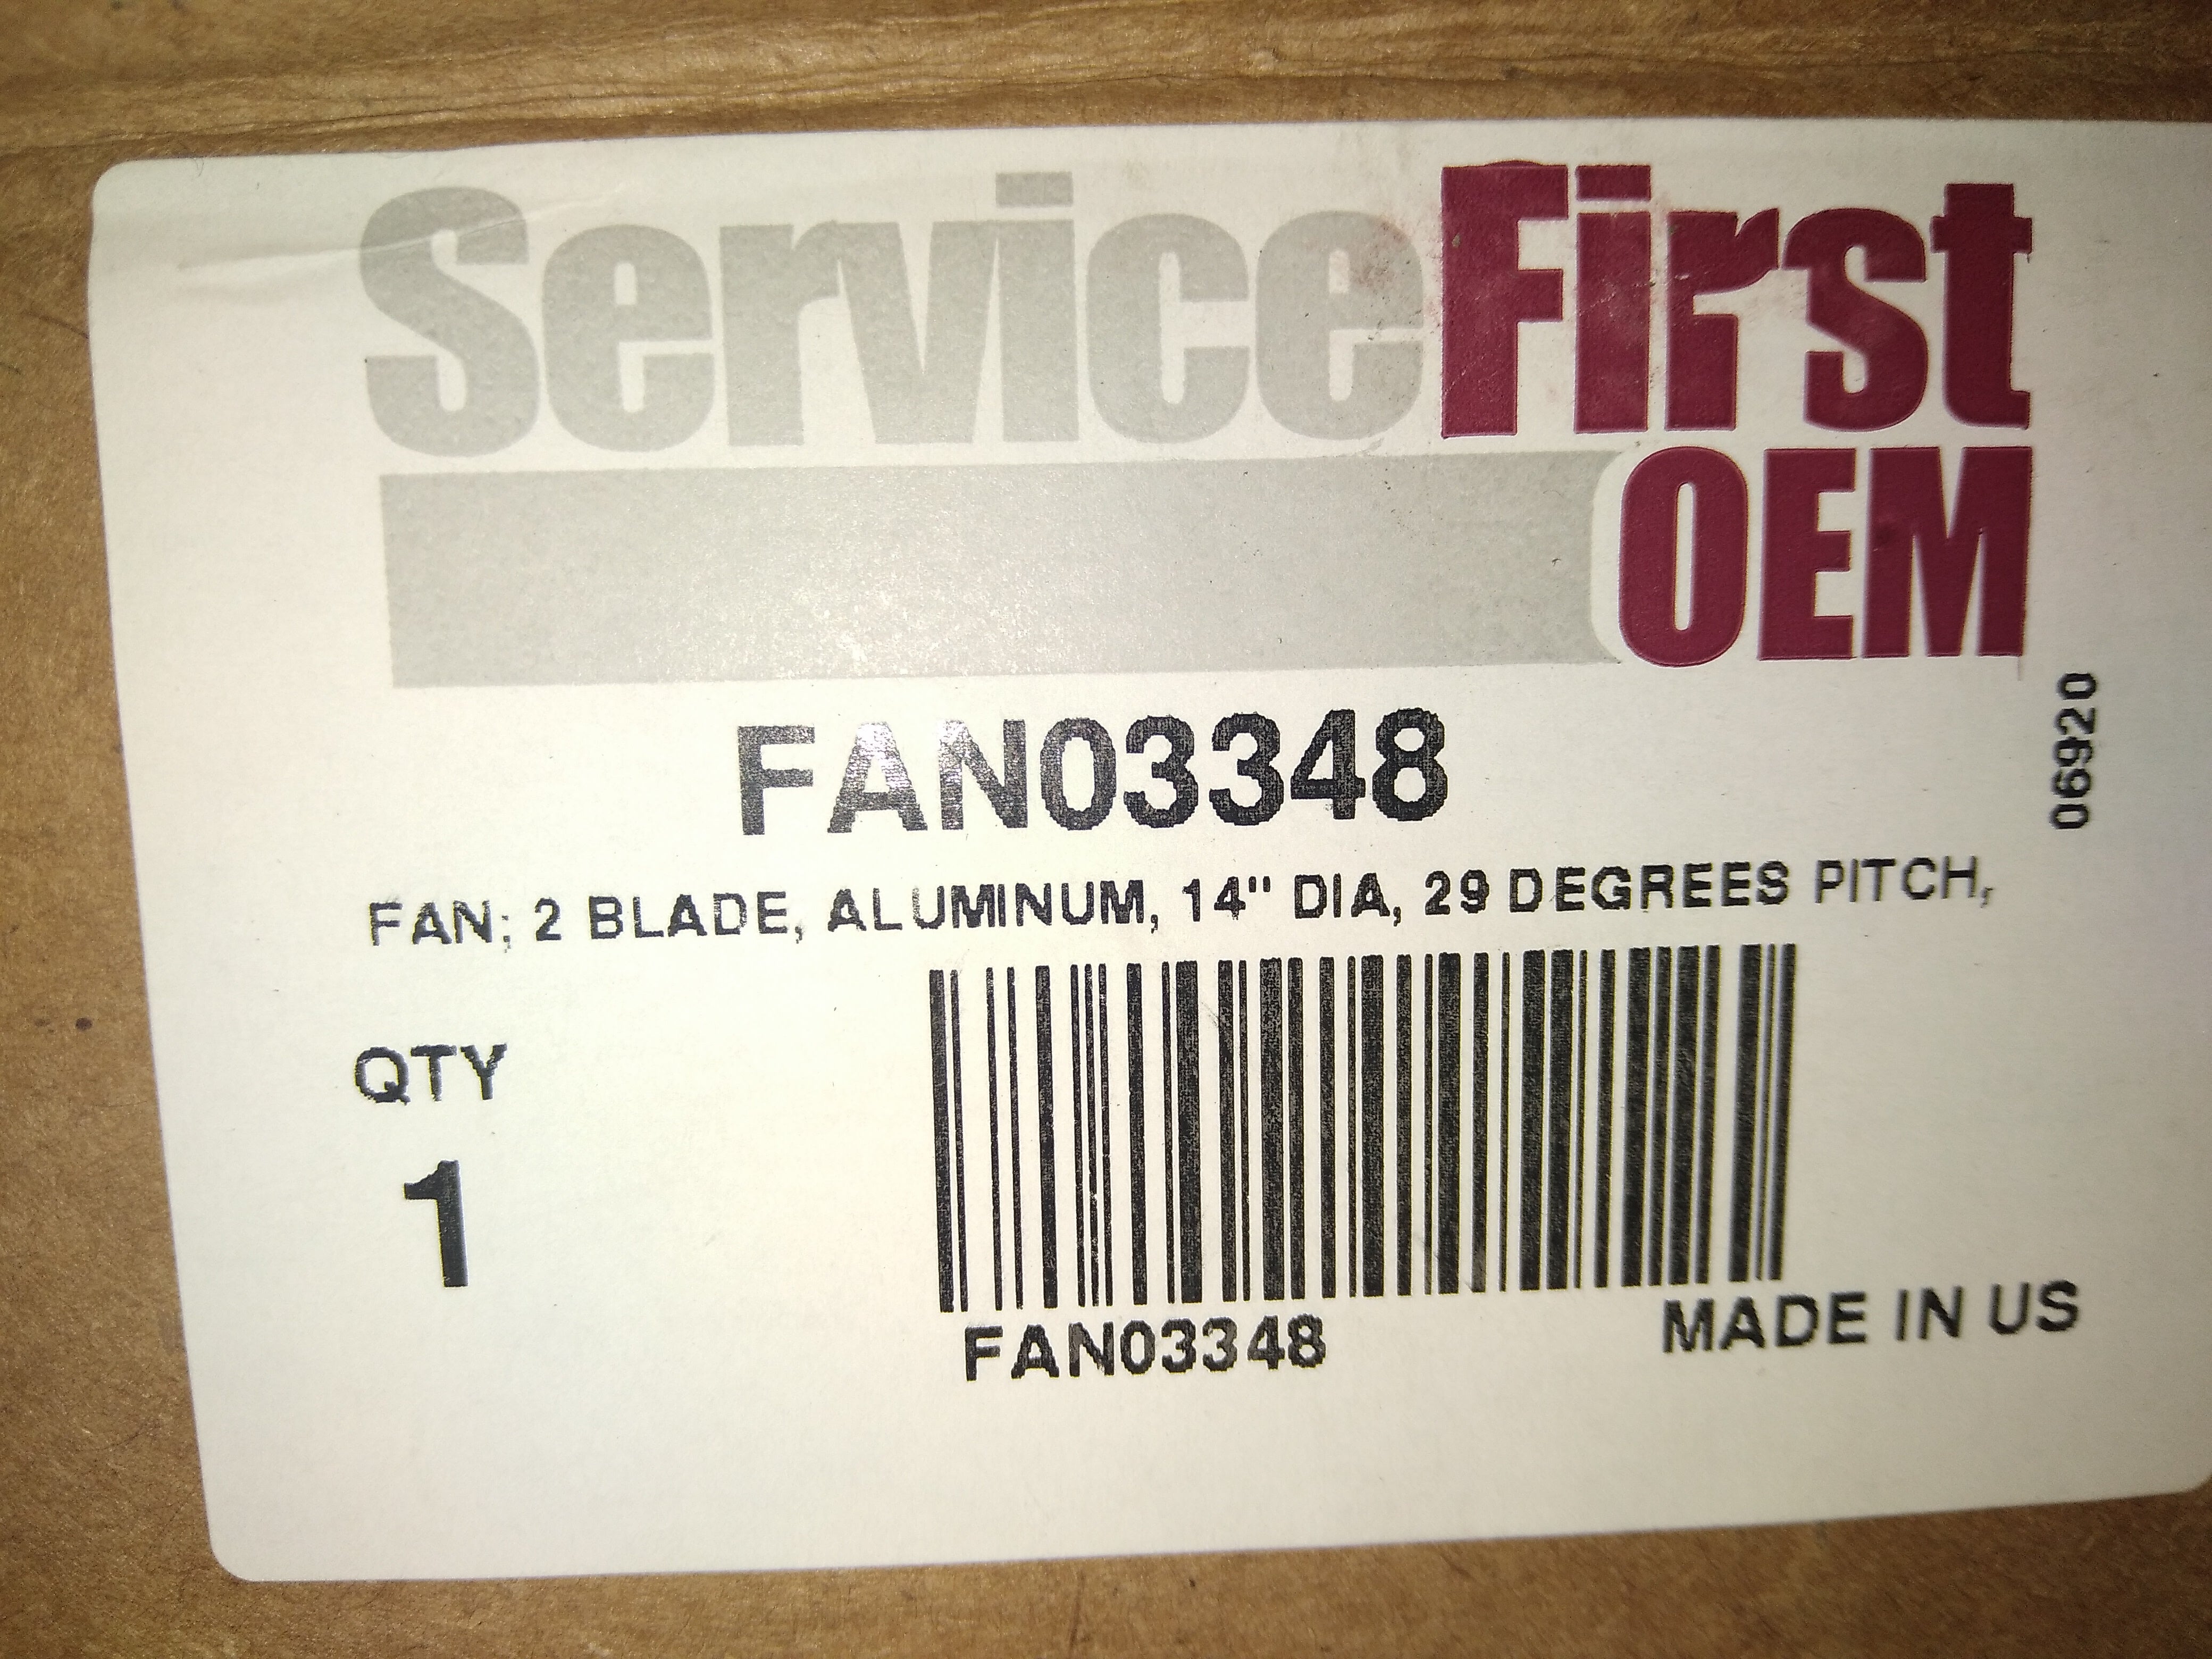 ServiceFirst
OEM
FAN03348
06920
FAN; 2 BLADE, ALUMINUM, 14" DIA, 29 DEGREES PITCH,
QTY
1
FAN03348
MADE IN US